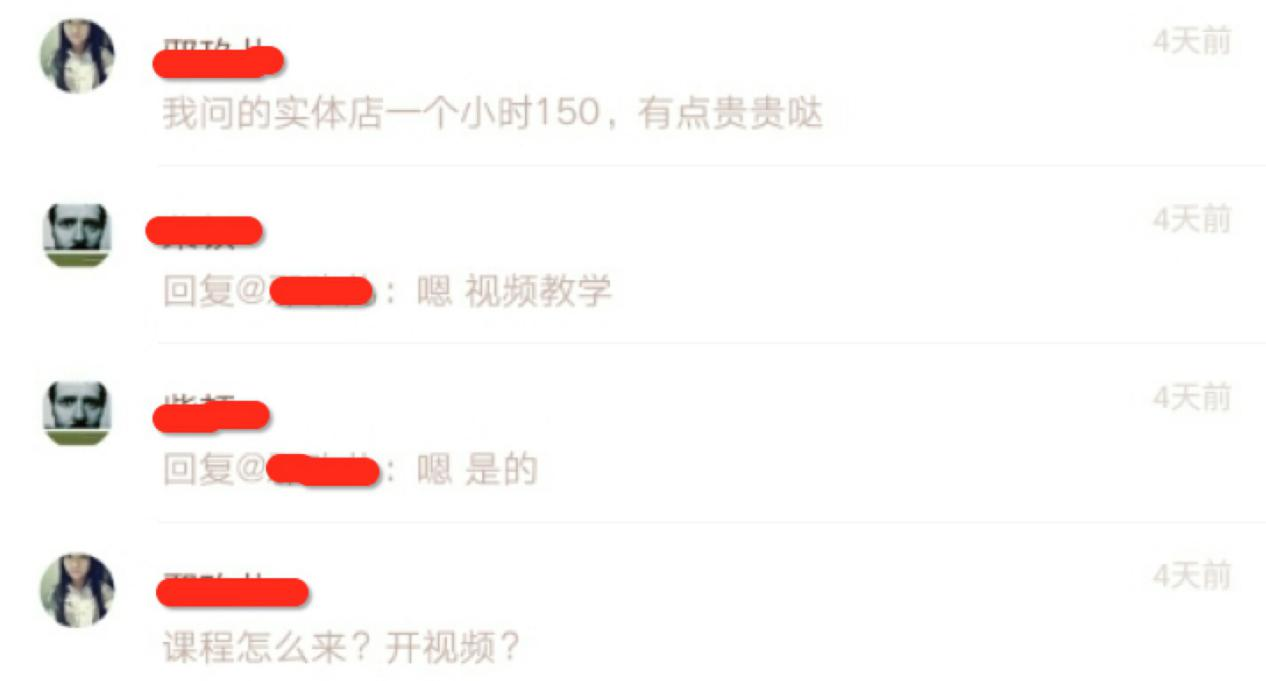 4天前
我问的实体店一个小时150，有点贵贵哒
4天前
回复@ ：嗯 视频教学
4天前
回复@ ：嗯 是的
4天前
课程怎么来？开视频？